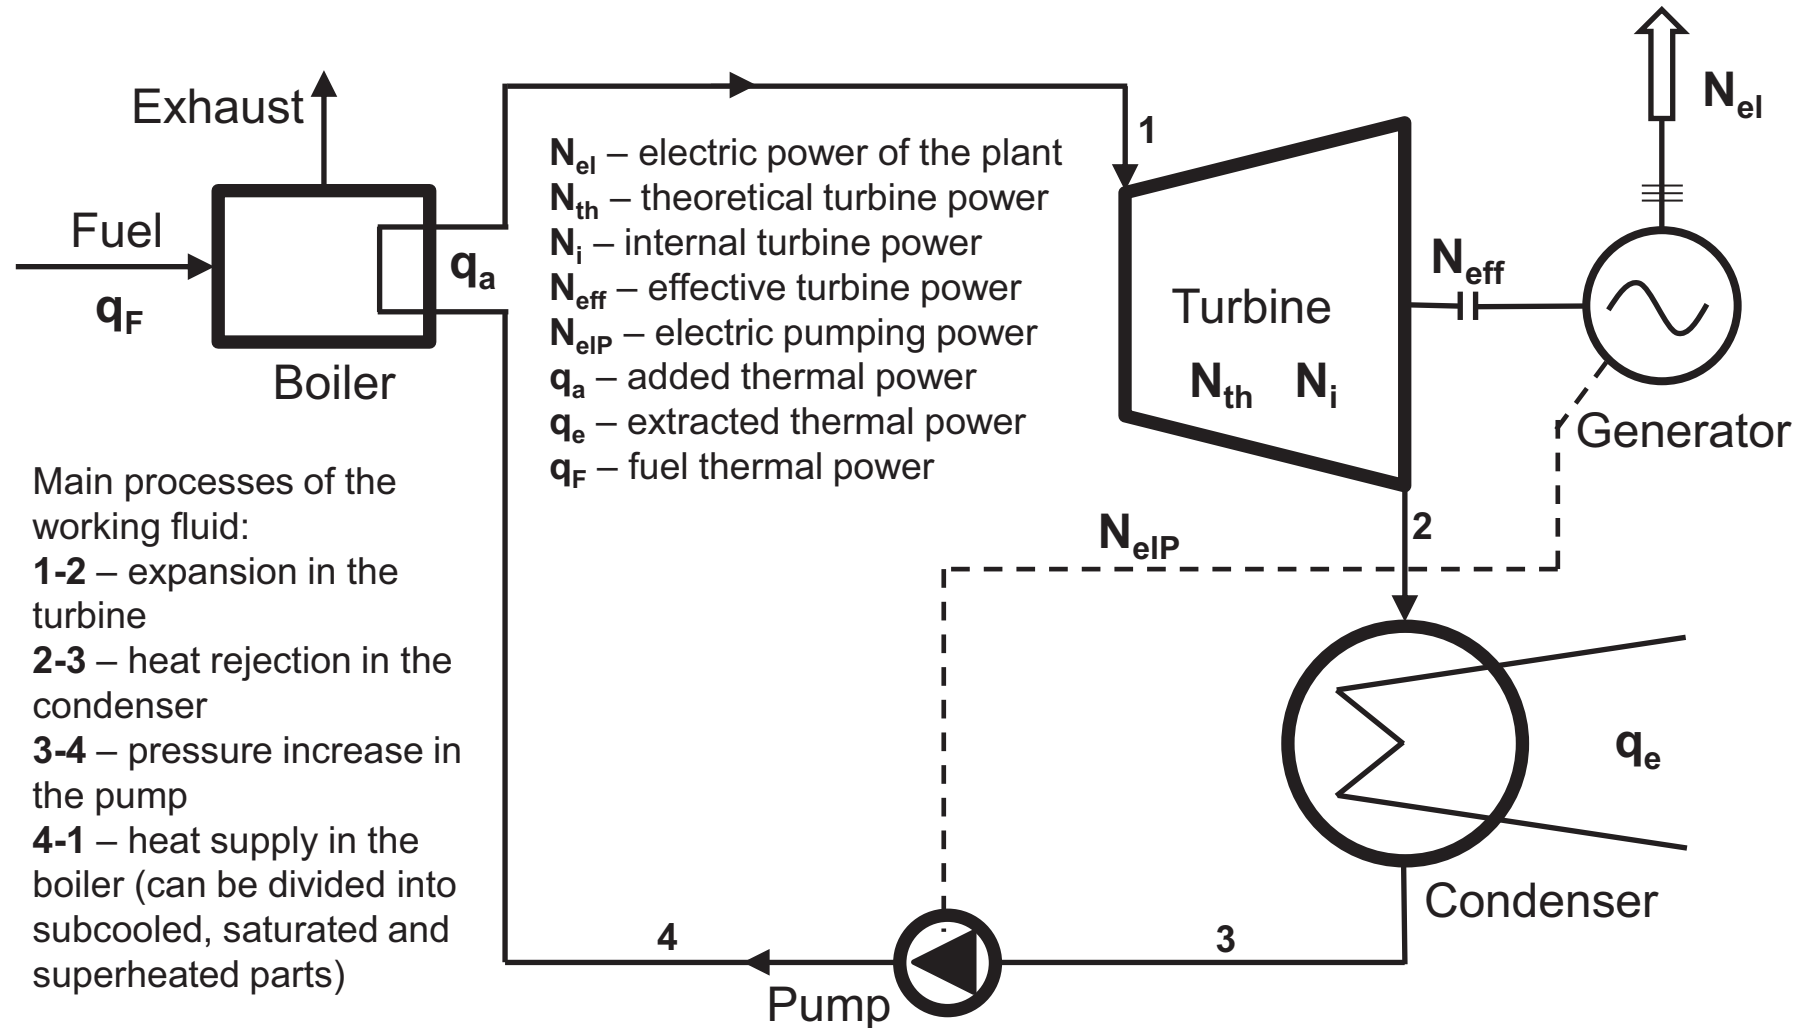 Exhaust
Fuel
qF
qa
Boiler
Nel – electric power of the plant
Nth – theoretical turbine power
Ni – internal turbine power
Neff – effective turbine power
NelP – electric pumping power
qa – added thermal power
qe – extracted thermal power
qF – fuel thermal power
1
Turbine
Nth Ni
Neff
Nel
Generator
Main processes of the
working fluid:
1-2 – expansion in the
turbine
2-3 – heat rejection in the
condenser
3-4 – pressure increase in
the pump
4-1 – heat supply in the
boiler (can be divided into
subcooled, saturated and
superheated parts)
NelP
2
qe
Condenser
3
4
Pump